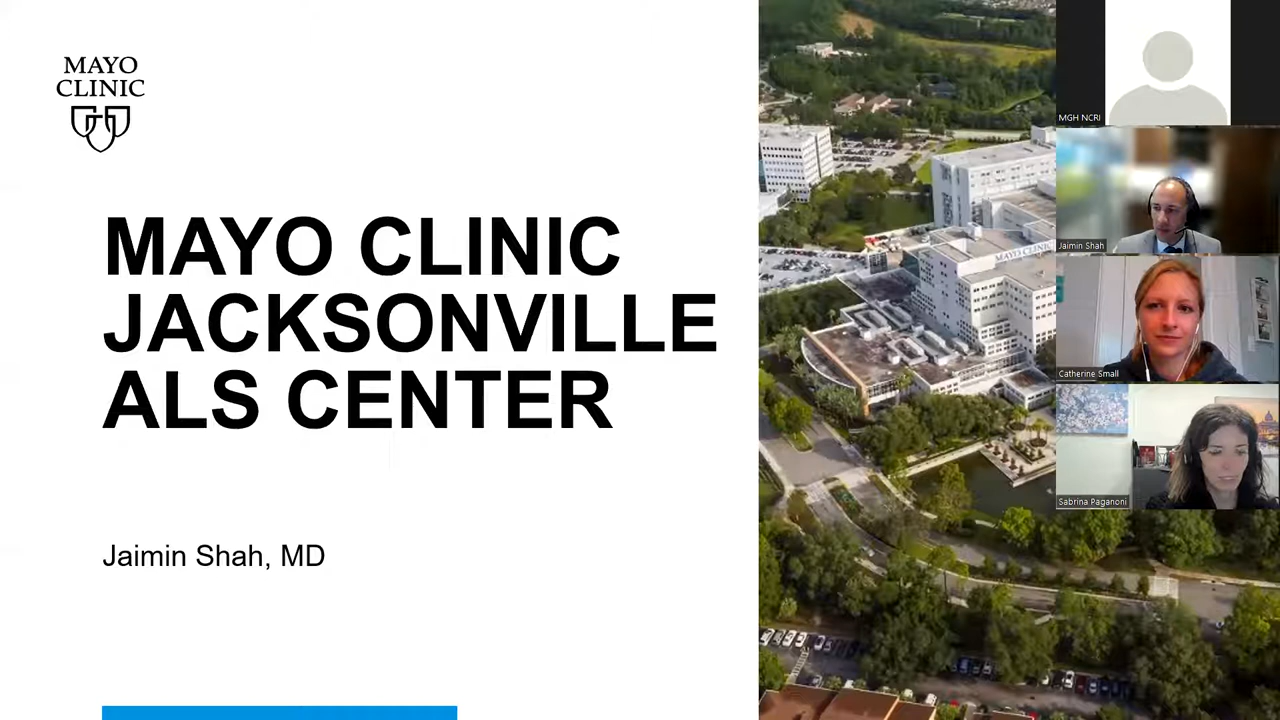 MAYO
CLINIC
MAYO CLINIC
JACKSONVILLE
ALS CENTER
Jaimin Shah, MD
MAYO CLINIC
MGH NCRI
Jaimin Shah
Catherine Small
Sabrina Paganoni